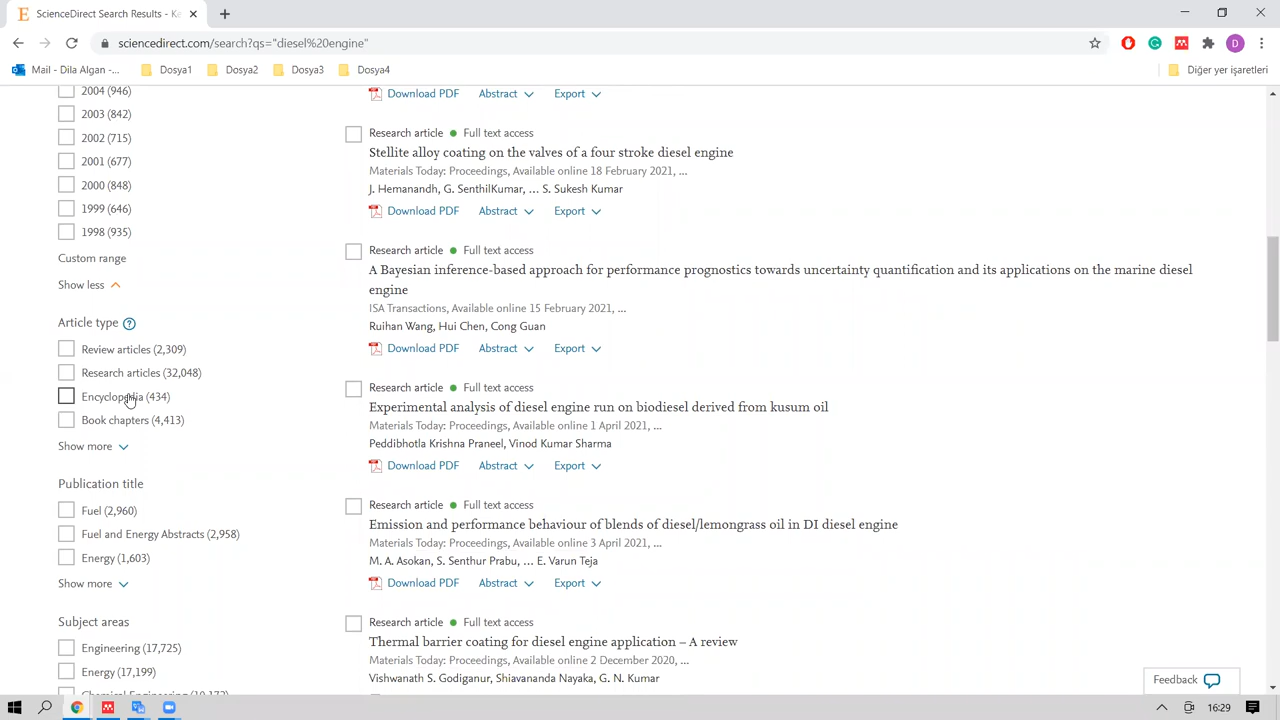 ScienceDirect Search Results - Ke
sciencedirect.com/search?qs="diesel%20engine"
D
Mail - Dila Algan -...
Dosya1
Dosya2
Dosya3
Dosya4
Diğer yer işaretleri
2004 (946)
2003 (842)
2002 (715)
2001 (677)
2000 (848)
1999 (646)
1998 (935)
Custom range
Show less
Article type
Review articles (2,309)
Research articles (32,048)
Encyclopedia (434)
Book chapters (4,413)
Show more
Publication title
Fuel (2,960)
Fuel and Energy Abstracts (2,958)
Energy (1,603)
Show more
Subject areas
Engineering (17,725)
Energy (17,199)
Chemical Engineering (10,173)
Download PDF Abstract Export
Research article Full text access
Stellite alloy coating on the valves of a four stroke diesel engine
Materials Today: Proceedings, Available online 18 February 2021, ...
J. Hemanandh, G. SenthilKumar, ... S. Sukesh Kumar
Download PDF Abstract Export
Research article Full text access
A Bayesian inference-based approach for performance prognostics towards uncertainty quantification and its applications on the marine diesel
engine
ISA Transactions, Available online 15 February 2021, ...
Ruihan Wang, Hui Chen, Cong Guan
Download PDF Abstract Export
Research article Full text access
Experimental analysis of diesel engine run on biodiesel derived from kusum oil
Materials Today: Proceedings, Available online 1 April 2021, ...
Peddibhotla Krishna Praneel, Vinod Kumar Sharma
Download PDF Abstract Export
Research article Full text access
Emission and performance behaviour of blends of diesel/lemongrass oil in DI diesel engine
Materials Today: Proceedings, Available online 3 April 2021, ...
M. A. Asokan, S. Senthur Prabu, ... E. Varun Teja
Download PDF Abstract Export
Research article Full text access
Thermal barrier coating for diesel engine application – A review
Materials Today: Proceedings, Available online 2 December 2020, ...
Vishwanath S. Godiganur, Shivananda Nayaka, G. N. Kumar
Feedback
16:29